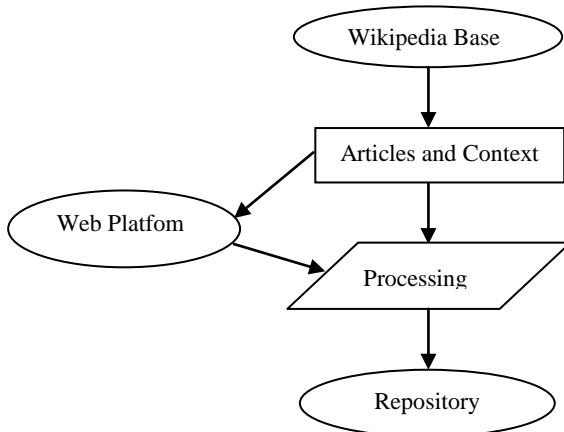 Wikipedia Base
Articles and Context
Web Platfom
Processing
Repository